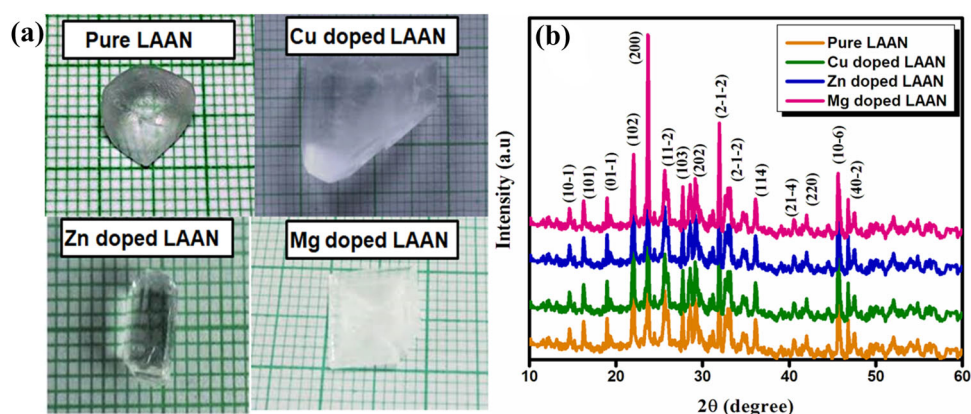 (a)
Pure LAAN
Cu doped LAAN
Zn doped LAAN
Mg doped LAAN
(b)
Pure LAAN
Cu doped LAAN
Zn doped LAAN
Mg doped LAAN
Intensity (a.u)
(10-1)
(101)
(01-1)
(102)
(200)
(11-2)
(103)
(202)
(2-1-2)
(2-1-2)
(114)
(21-4)
(220)
(10-6)
(40-2)
10 20 30 40 50 60
2θ (degree)